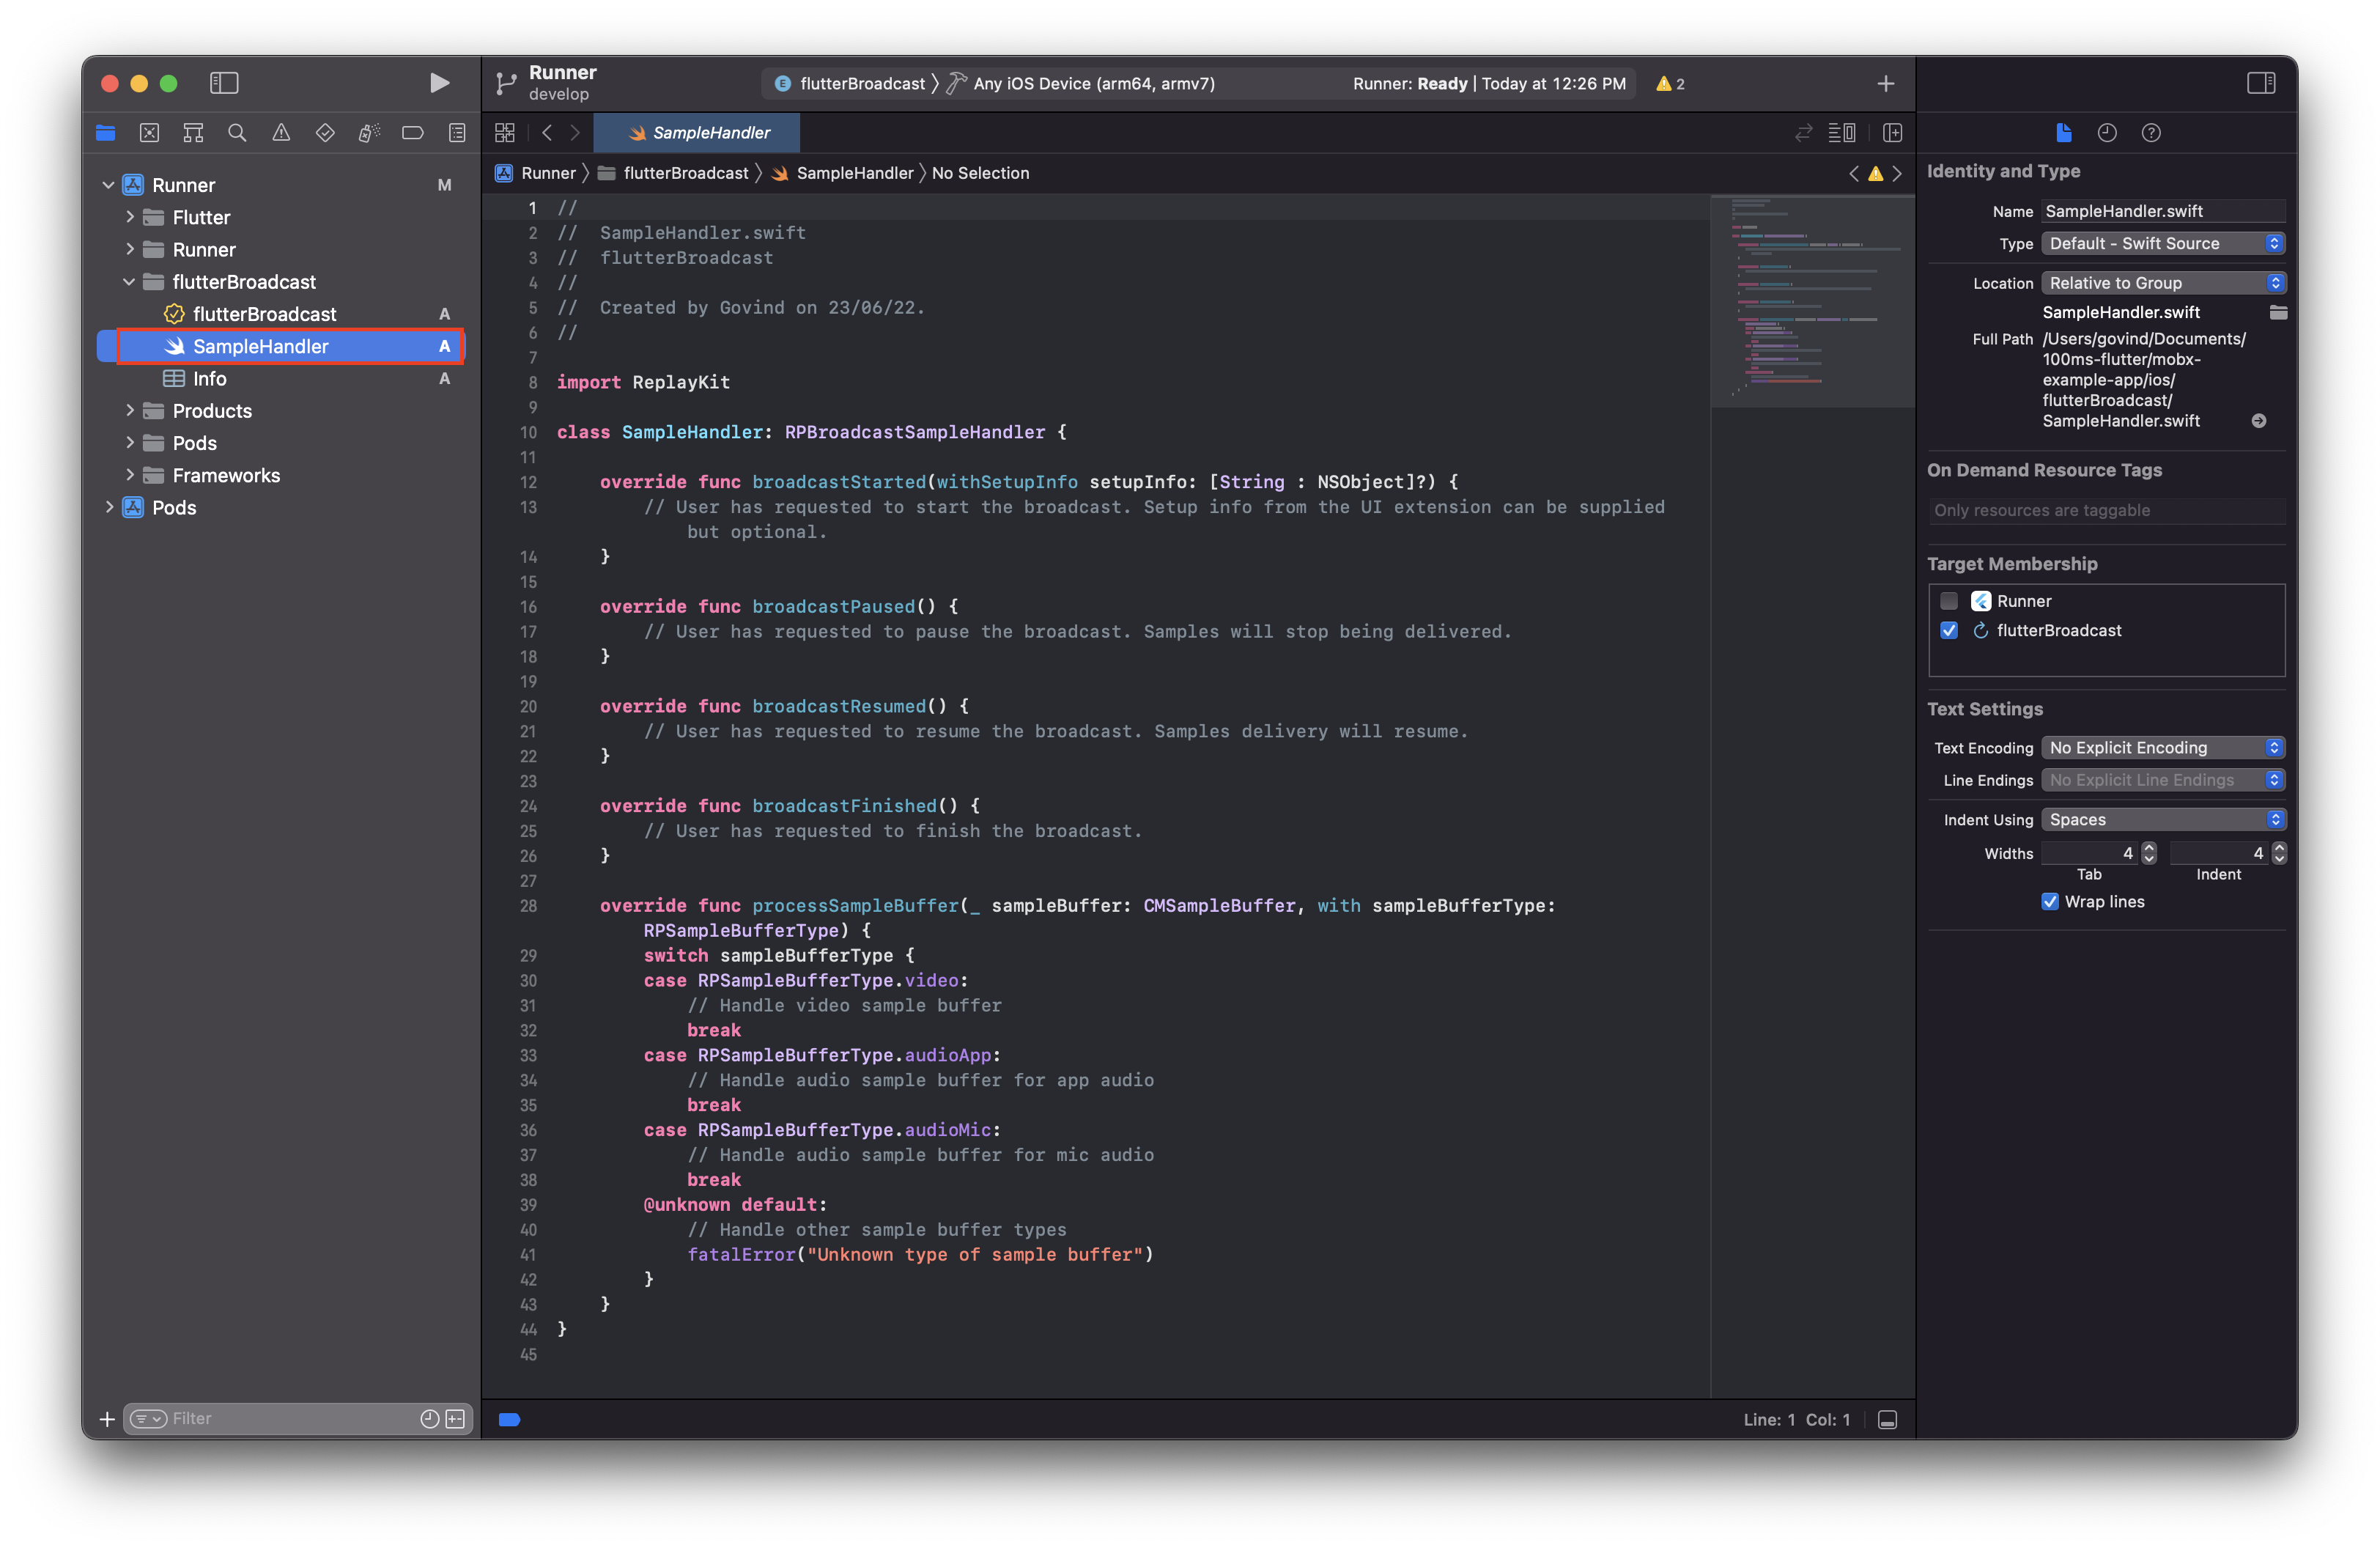 Runner
develop
flutterBroadcast
Any iOS Device (arm64, armv7)
Runner: Ready | Today at 12:26 PM
2
SampleHandler
Runner
flutterBroadcast
SampleHandler
No Selection
Runner M
Flutter
Runner
flutterBroadcast
flutterBroadcast A
SampleHandler A
Info A
Products
Pods
Frameworks
Pods
Filter
1 //
2 //  SampleHandler.swift
3 //  flutterBroadcast
4 //
5 //  Created by Govind on 23/06/22.
6 //
7
8 import ReplayKit
9
10 class SampleHandler: RPBroadcastSampleHandler {
11
12 override func broadcastStarted(withSetupInfo setupInfo: [String : NSObject]?) {
13 // User has requested to start the broadcast. Setup info from the UI extension can be supplied
but optional.
14 }
15
16 override func broadcastPaused() {
17 // User has requested to pause the broadcast. Samples will stop being delivered.
18 }
19
20 override func broadcastResumed() {
21 // User has requested to resume the broadcast. Samples delivery will resume.
22 }
23
24 override func broadcastFinished() {
25 // User has requested to finish the broadcast.
26 }
27
28 override func processSampleBuffer(_ sampleBuffer: CMSampleBuffer, with sampleBufferType:
RPSampleBufferType) {
29 switch sampleBufferType {
30 case RPSampleBufferType.video:
31 // Handle video sample buffer
32 break
33 case RPSampleBufferType.audioApp:
34 // Handle audio sample buffer for app audio
35 break
36 case RPSampleBufferType.audioMic:
37 // Handle audio sample buffer for mic audio
38 break
39 @unknown default:
40 // Handle other sample buffer types
41 fatalError("Unknown type of sample buffer")
42 }
43 }
44 }
45
Line: 1 Col: 1
Identity and Type
Name SampleHandler.swift
Type Default - Swift Source
Location Relative to Group
SampleHandler.swift
Full Path /Users/govind/Documents/
100ms-flutter/mobx-
example-app/ios/
flutterBroadcast/
SampleHandler.swift
On Demand Resource Tags
Only resources are taggable
Target Membership
Runner
flutterBroadcast
Text Settings
Text Encoding No Explicit Encoding
Line Endings No Explicit Line Endings
Indent Using Spaces
Widths 4 4
Tab Indent
Wrap lines